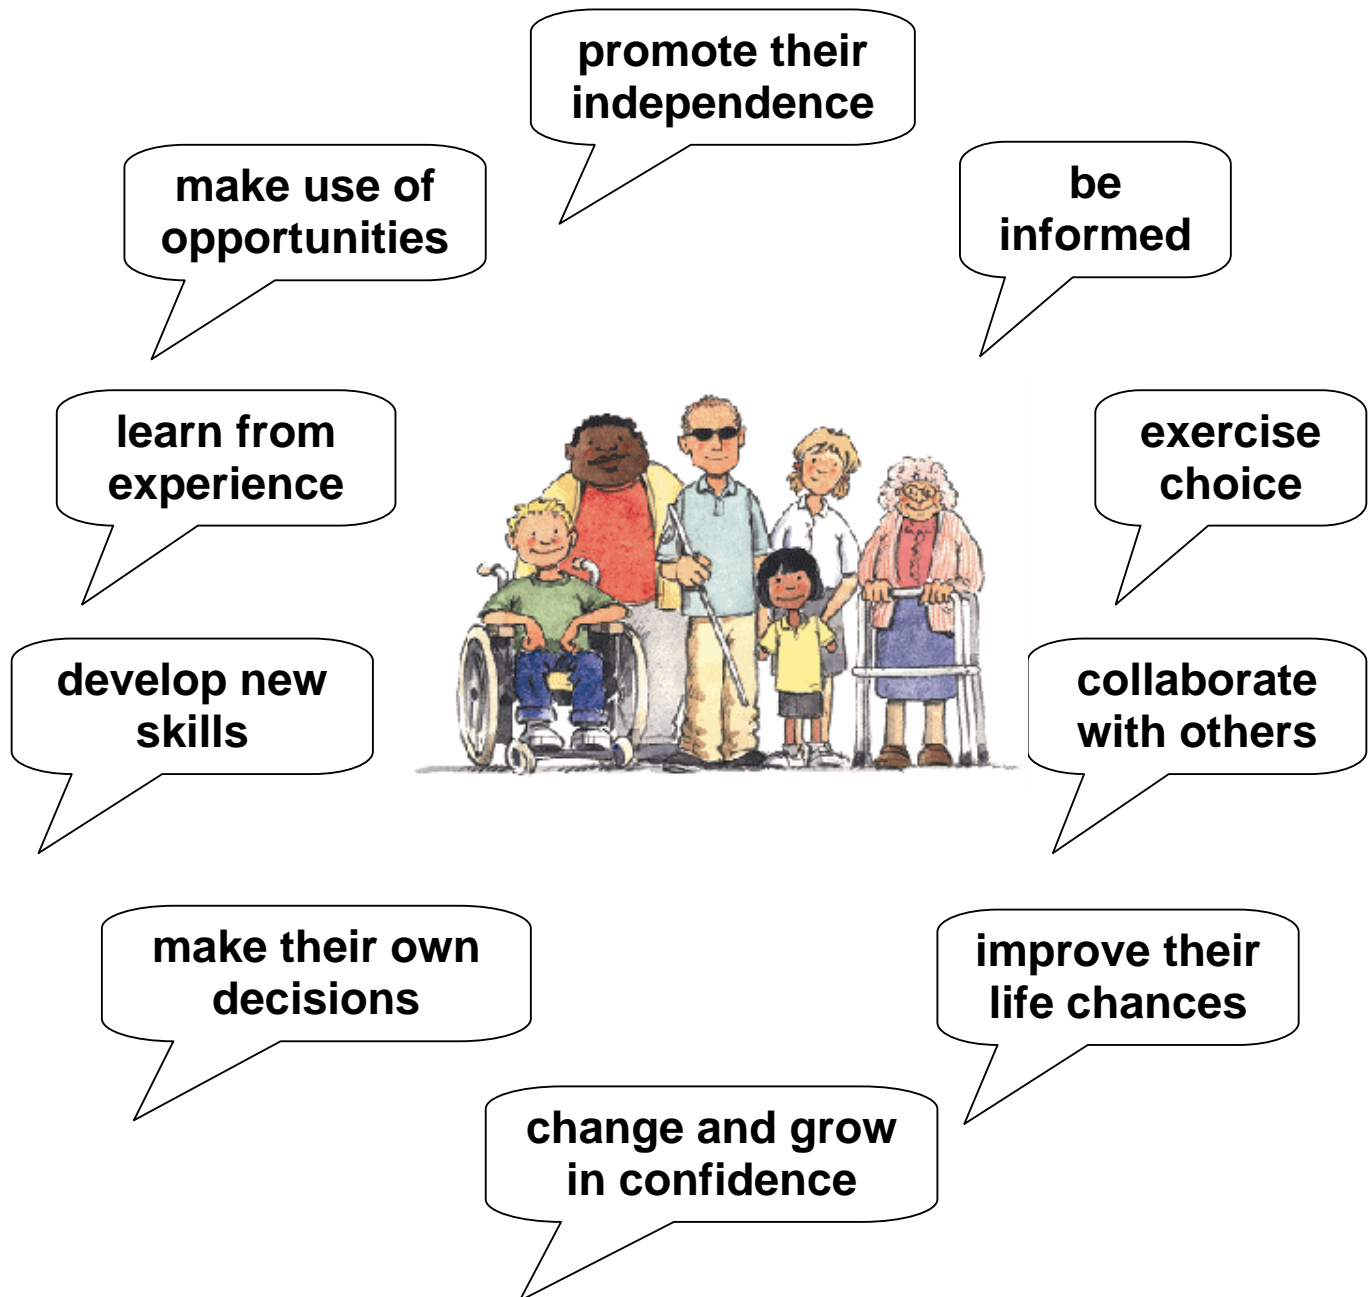 promote their
independence
make use of
opportunities
be
informed
learn from
experience
exercise
choice
develop new
skills
collaborate
with others
make their own
decisions
improve their
life chances
change and grow
in confidence